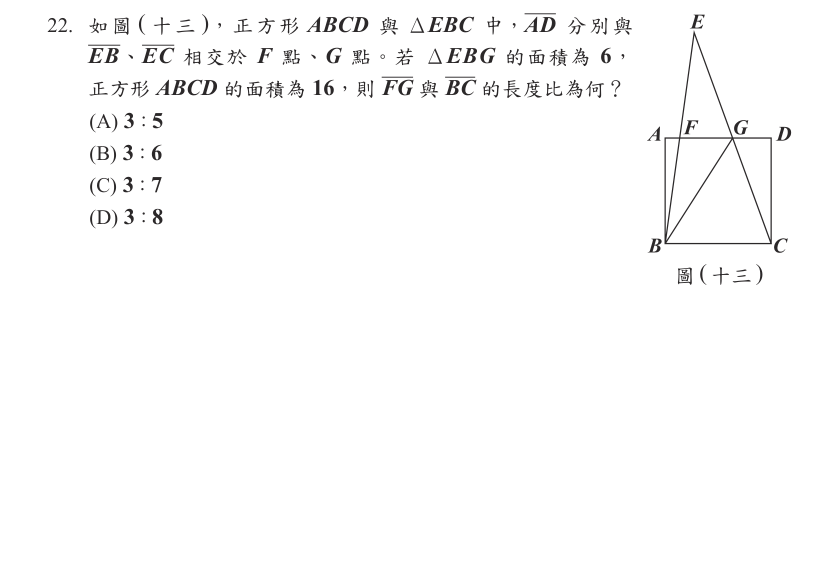 22. 如圖(十三)，正方形 ABCD 與 △EBC 中，AD 分別與
EB、EC 相交於 F 點、G 點。若 △EBG 的面積為 6，
正方形 ABCD 的面積為 16，則 FG 與 BC 的長度比為何？
(A) 3：5
(B) 3：6
(C) 3：7
(D) 3：8
E
A F G D
B C
圖(十三)